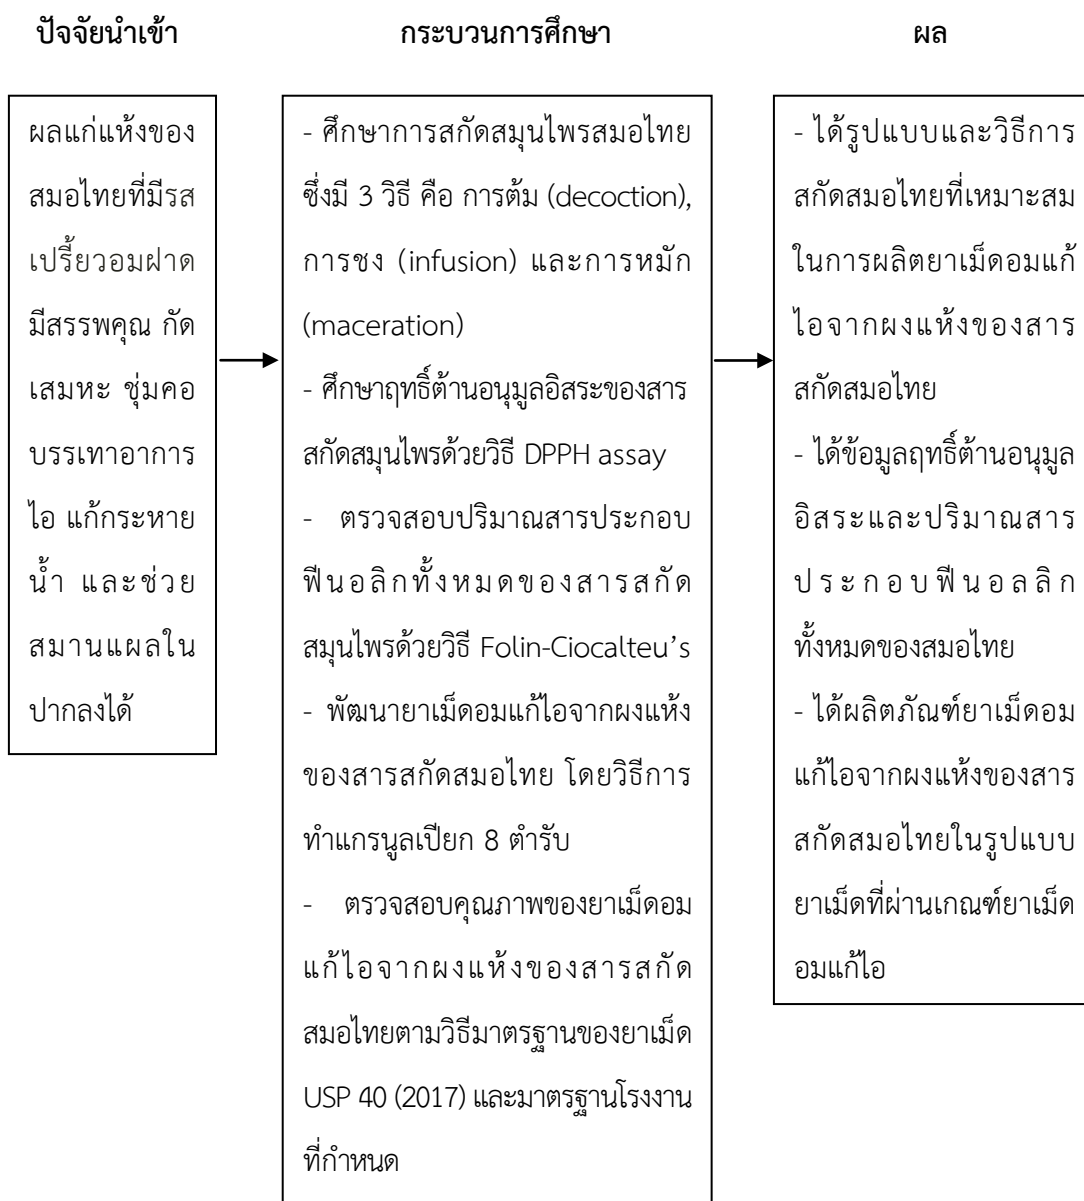 ปัจจัยนำเข้า
กระบวนการศึกษา
ผล
ผลแก่แห้งของ
สมอไทยที่มีรส
เปรี้ยวอมฝาด
มีสรรพคุณ กัด
เสมหะ ชุ่มคอ
บรรเทาอาการ
ไอ แก้กระหาย
น้ำ และช่วย
สมานแผลใน
ปากลงได้
- ศึกษาการสกัดสมุนไพรสมอไทย
ซึ่งมี 3 วิธี คือ การต้ม (decoction),
การชง (infusion) และการหมัก
(maceration)
- ศึกษาฤทธิ์ต้านอนุมูลอิสระของสาร
สกัดสมุนไพรด้วยวิธี DPPH assay
- ตรวจสอบปริมาณสารประกอบ
ฟีนอลิกทั้งหมดของสารสกัด
สมุนไพรด้วยวิธี Folin-Ciocalteu’s
- พัฒนายาเม็ดอมแก้ไอจากผงแห้ง
ของสารสกัดสมอไทย โดยวิธีการ
ทำแกรนูลเปียก 8 ตำรับ
- ตรวจสอบคุณภาพของยาเม็ดอม
แก้ไอจากผงแห้งของสารสกัด
สมอไทยตามวิธีมาตรฐานของยาเม็ด
USP 40 (2017) และมาตรฐานโรงงาน
ที่กำหนด
- ได้รูปแบบและวิธีการ
สกัดสมอไทยที่เหมาะสม
ในการผลิตยาเม็ดอมแก้
ไอจากผงแห้งของสาร
สกัดสมอไทย
- ได้ข้อมูลฤทธิ์ต้านอนุมูล
อิสระและปริมาณสาร
ประกอบฟีนอลลิก
ทั้งหมดของสมอไทย
- ได้ผลิตภัณฑ์ยาเม็ดอม
แก้ไอจากผงแห้งของสาร
สกัดสมอไทยในรูปแบบ
ยาเม็ดที่ผ่านเกณฑ์ยาเม็ด
อมแก้ไอ